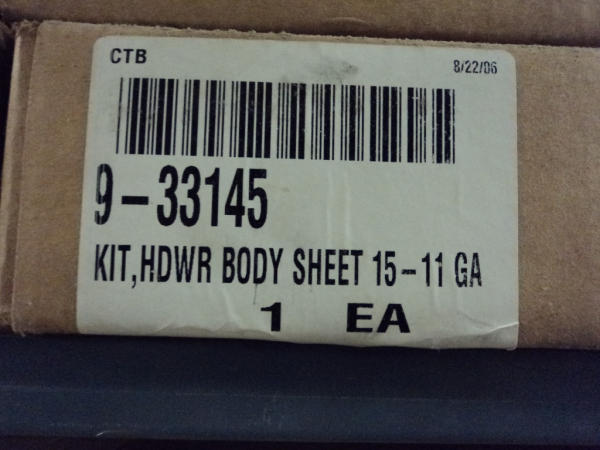 CTB 8/22/06
9-33145
KIT,HDWR BODY SHEET 15-11 GA
1 EA